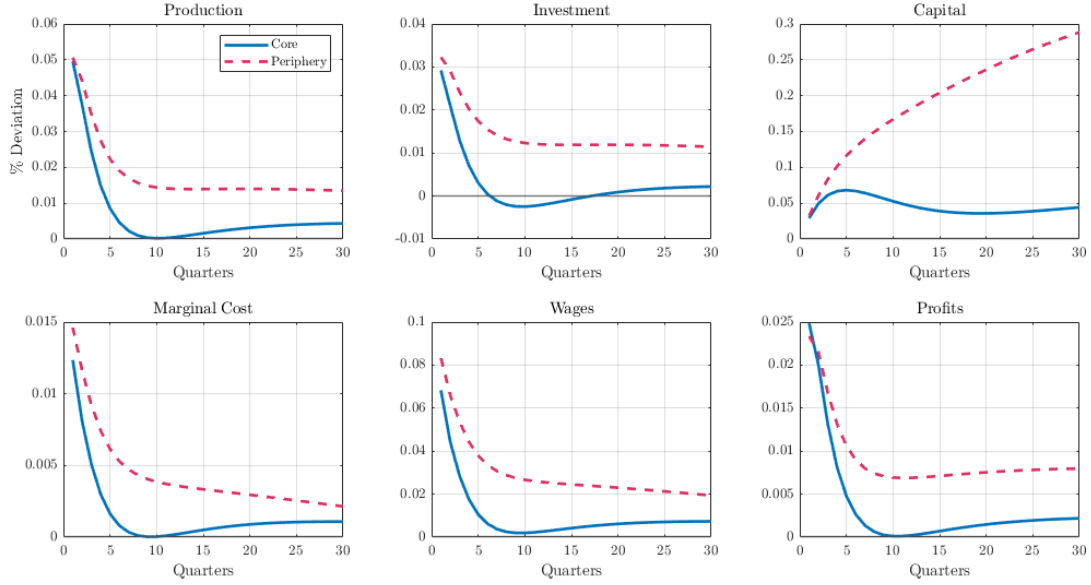 Production
Investment
Capital
0.06
0.05
0.04
0.03
0.02
0.01
0
% Deviation
Core
Periphery
0 5 10 15 20 25 30
Quarters
0.04
0.03
0.02
0.01
0
-0.01
0 5 10 15 20 25 30
Quarters
0.3
0.25
0.2
0.15
0.1
0.05
0
0 5 10 15 20 25 30
Quarters
Marginal Cost
Wages
Profits
0.015
0.01
0.005
0
0 5 10 15 20 25 30
Quarters
0.1
0.08
0.06
0.04
0.02
0
0 5 10 15 20 25 30
Quarters
0.025
0.02
0.015
0.01
0.005
0
0 5 10 15 20 25 30
Quarters